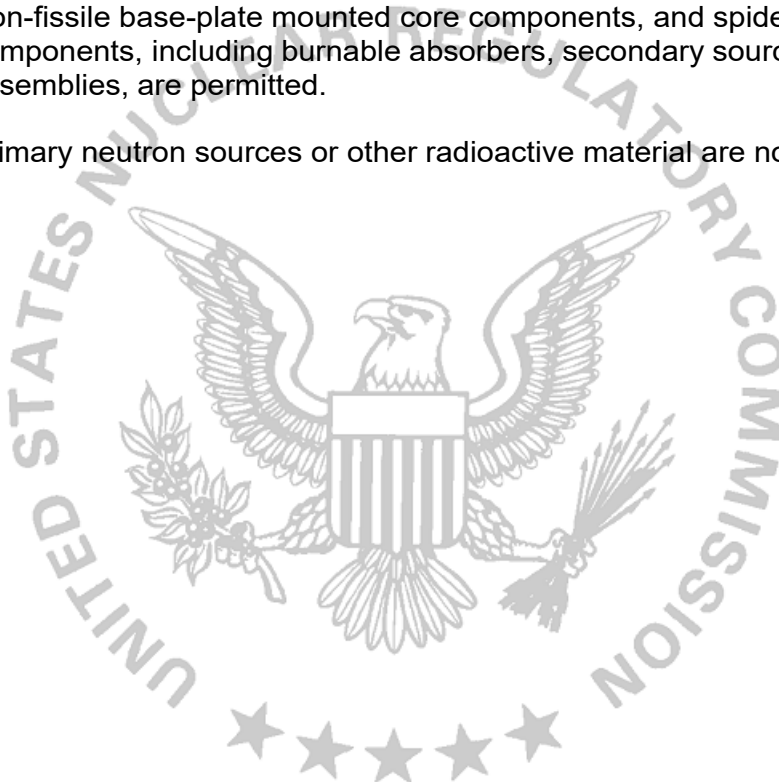 on-fissile base-plate mounted core components, and spide
mponents, including burnable absorbers, secondary sourc
semblies, are permitted.
imary neutron sources or other radioactive material are no
UNITED STATES NUCLEAR REGULATORY COMMISSION